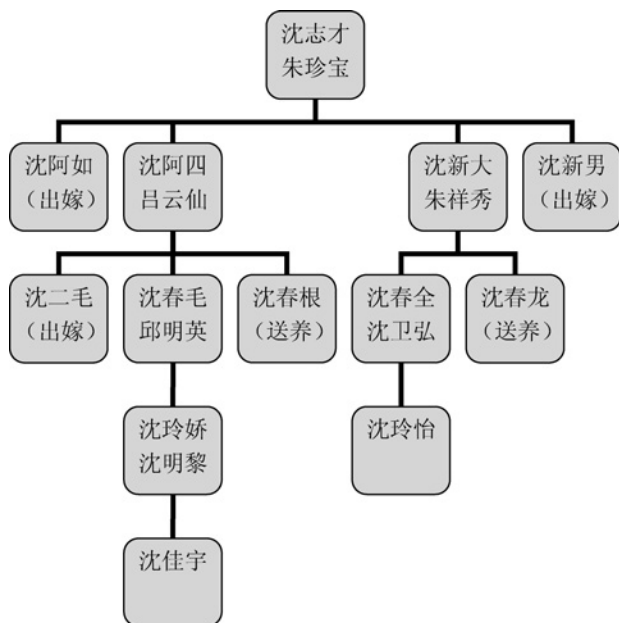 沈志才
朱珍宝
沈阿如
（出嫁）
沈阿四
吕云仙
沈新大
朱祥秀
沈新男
（出嫁）
沈二毛
（出嫁）
沈春毛
邱明英
沈春根
（送养）
沈春全
沈卫弘
沈春龙
（送养）
沈玲娇
沈明黎
沈玲怡
沈佳宇